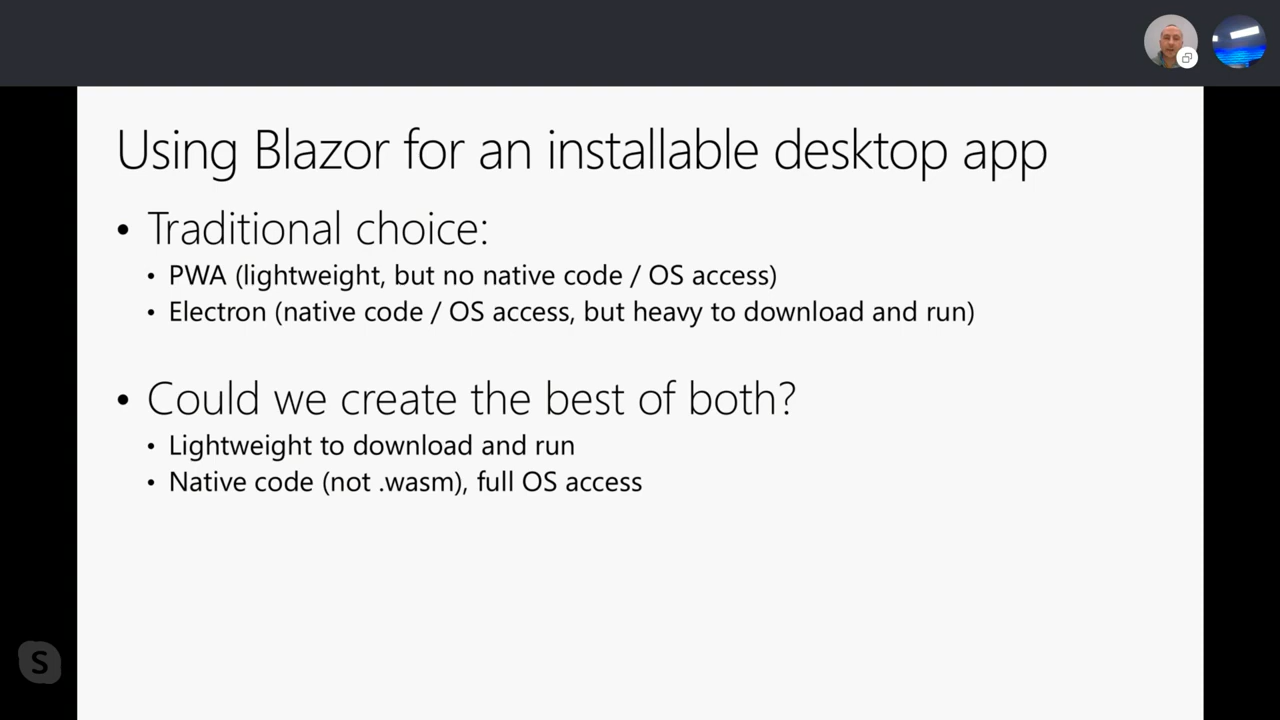 Using Blazor for an installable desktop app
• Traditional choice:
• PWA (lightweight, but no native code / OS access)
• Electron (native code / OS access, but heavy to download and run)
• Could we create the best of both?
• Lightweight to download and run
• Native code (not .wasm), full OS access
S